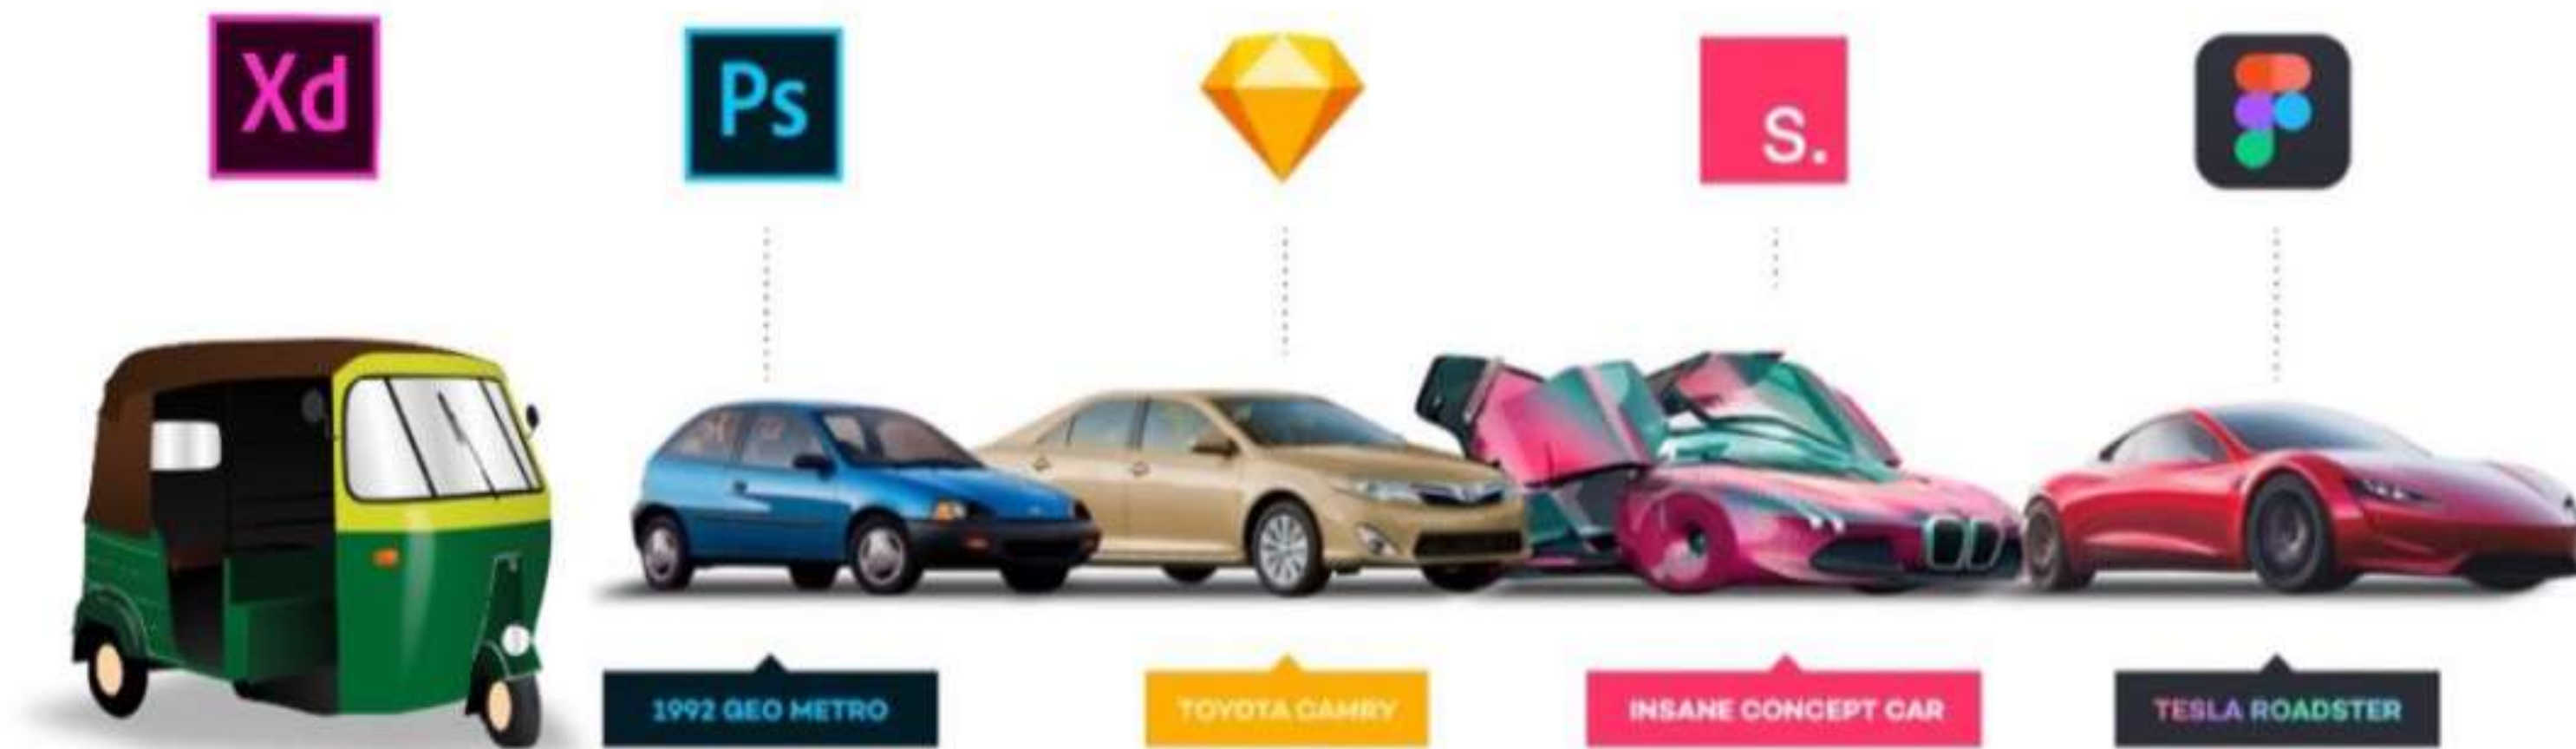 Xd
Ps
S.
1992 GEO METRO
TOYOTA CAMRY
INSANE CONCEPT CAR
TESLA ROADSTER